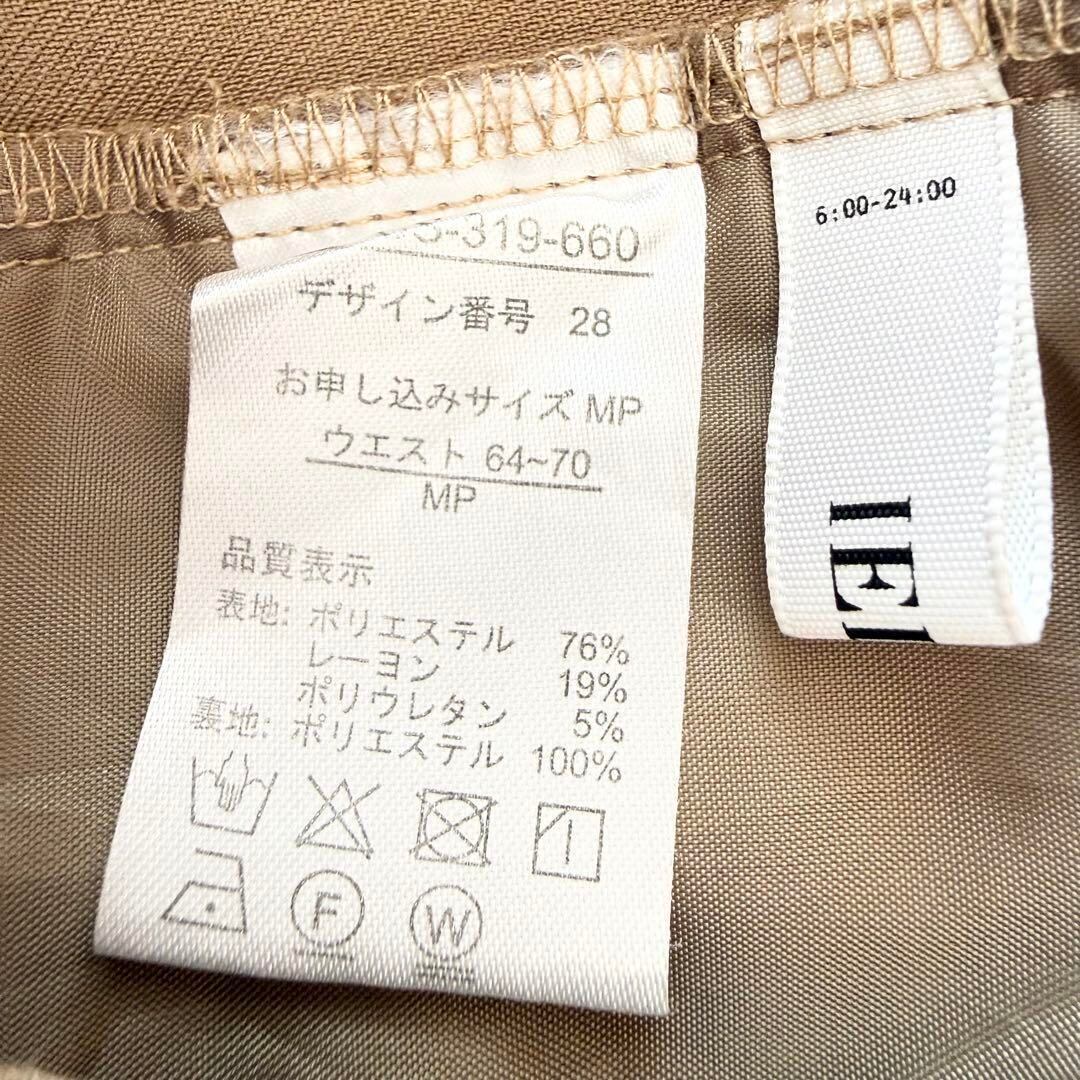 5-319-660
デザイン番号 28
お申し込みサイズ MP
ウエスト 64~70
MP
品質表示
表地: ポリエステル 76%
レーヨン 19%
ポリウレタン 5%
裏地: ポリエステル 100%
F
W
6:00-24:00
IE